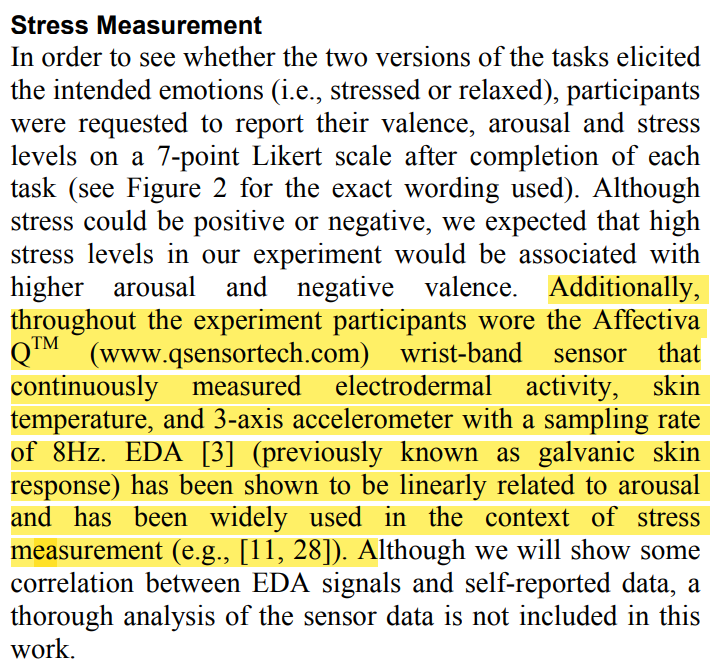 Stress Measurement
In order to see whether the two versions of the tasks elicited
the intended emotions (i.e., stressed or relaxed), participants
were requested to report their valence, arousal and stress
levels on a 7-point Likert scale after completion of each
task (see Figure 2 for the exact wording used). Although
stress could be positive or negative, we expected that high
stress levels in our experiment would be associated with
higher arousal and negative valence. Additionally,
throughout the experiment participants wore the Affectiva
Q™ (www.qsensortech.com) wrist-band sensor that
continuously measured electrodermal activity, skin
temperature, and 3-axis accelerometer with a sampling rate
of 8Hz. EDA [3] (previously known as galvanic skin
response) has been shown to be linearly related to arousal
and has been widely used in the context of stress
measurement (e.g., [11, 28]). Although we will show some
correlation between EDA signals and self-reported data, a
thorough analysis of the sensor data is not included in this
work.